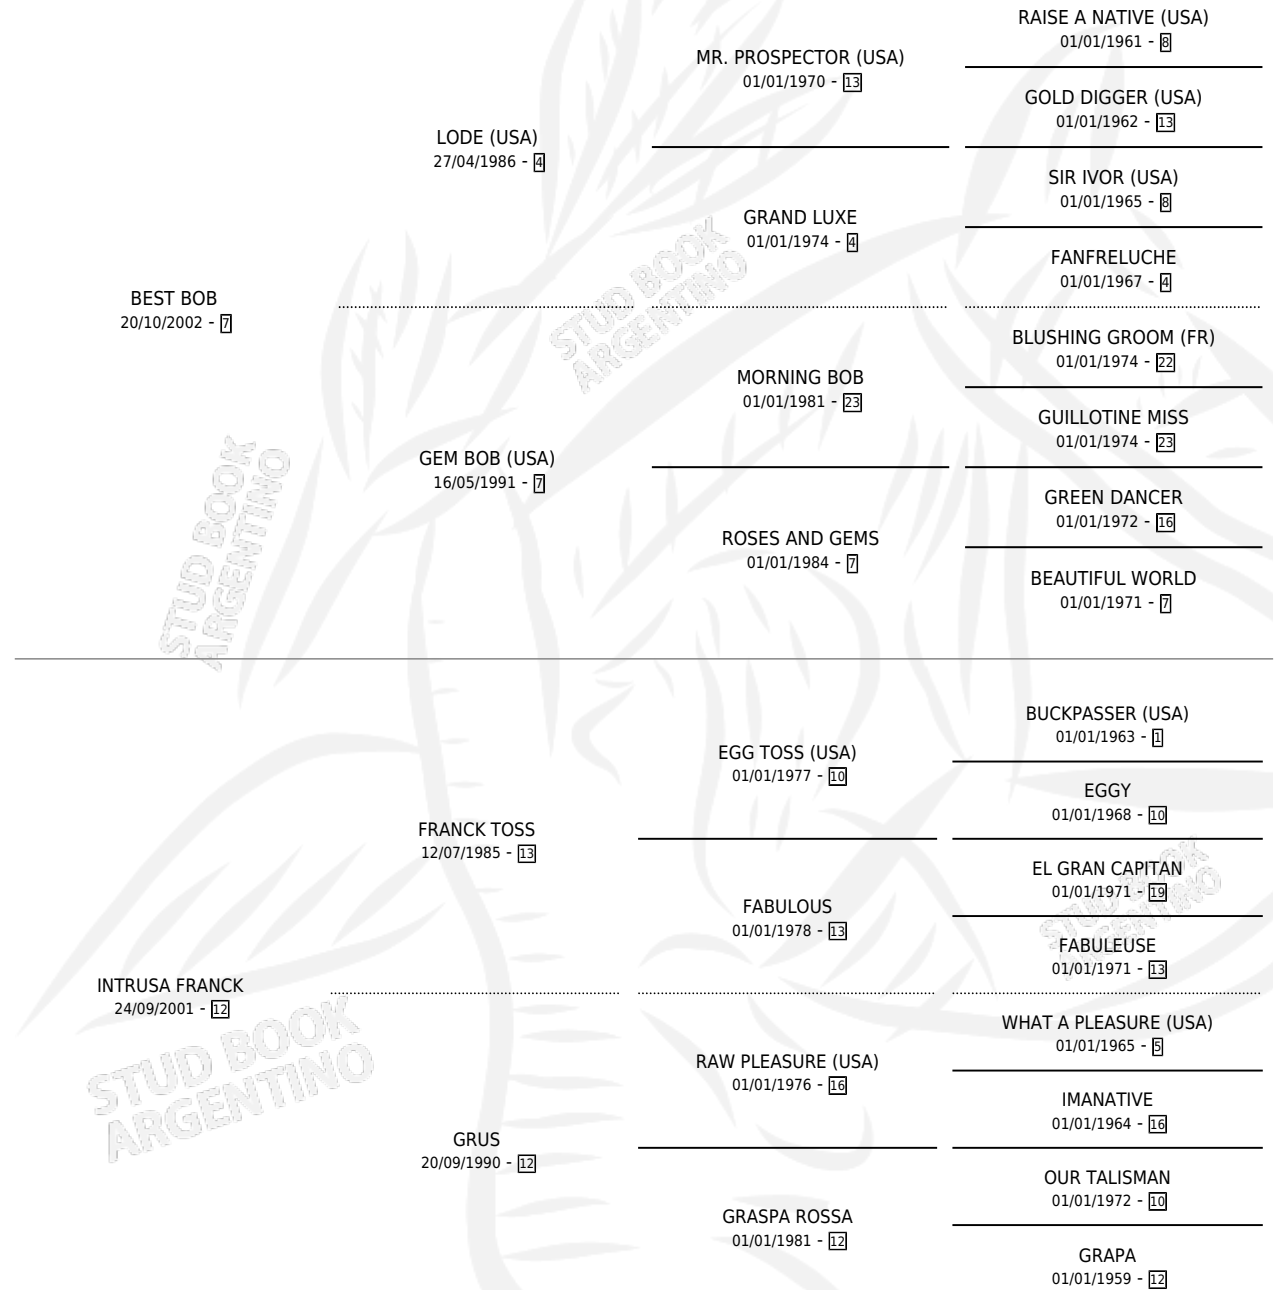 RAISE A NATIVE (USA)
01/01/1961 - 8
MR. PROSPECTOR (USA)
01/01/1970 - 13
GOLD DIGGER (USA)
01/01/1962 - 13
LODE (USA)
27/04/1986 - 4
SIR IVOR (USA)
01/01/1965 - 8
GRAND LUXE
01/01/1974 - 4
FANFRELUCHE
01/01/1967 - 4
BEST BOB
20/10/2002 - 7
BLUSHING GROOM (FR)
01/01/1974 - 22
MORNING BOB
01/01/1981 - 23
GUILLOTINE MISS
01/01/1974 - 23
GEM BOB (USA)
16/05/1991 - 7
GREEN DANCER
01/01/1972 - 16
ROSES AND GEMS
01/01/1984 - 7
BEAUTIFUL WORLD
01/01/1971 - 7
STUD BOOK
ARGENTINO
STUD BOOK
ARGENTINO
BUCKPASSER (USA)
01/01/1963 - 1
EGG TOSS (USA)
01/01/1977 - 10
EGGY
01/01/1968 - 10
FRANCK TOSS
12/07/1985 - 13
EL GRAN CAPITAN
01/01/1971 - 19
FABULOUS
01/01/1978 - 13
FABULEUSE
01/01/1971 - 13
INTRUSA FRANCK
24/09/2001 - 12
WHAT A PLEASURE (USA)
01/01/1965 - 5
RAW PLEASURE (USA)
01/01/1976 - 16
IMANATIVE
01/01/1964 - 16
GRUS
20/09/1990 - 12
OUR TALISMAN
01/01/1972 - 10
GRASPA ROSSA
01/01/1981 - 12
GRAPA
01/01/1959 - 12
STUD BOOK
ARGENTINO
STUD BOOK
ARGENTINO